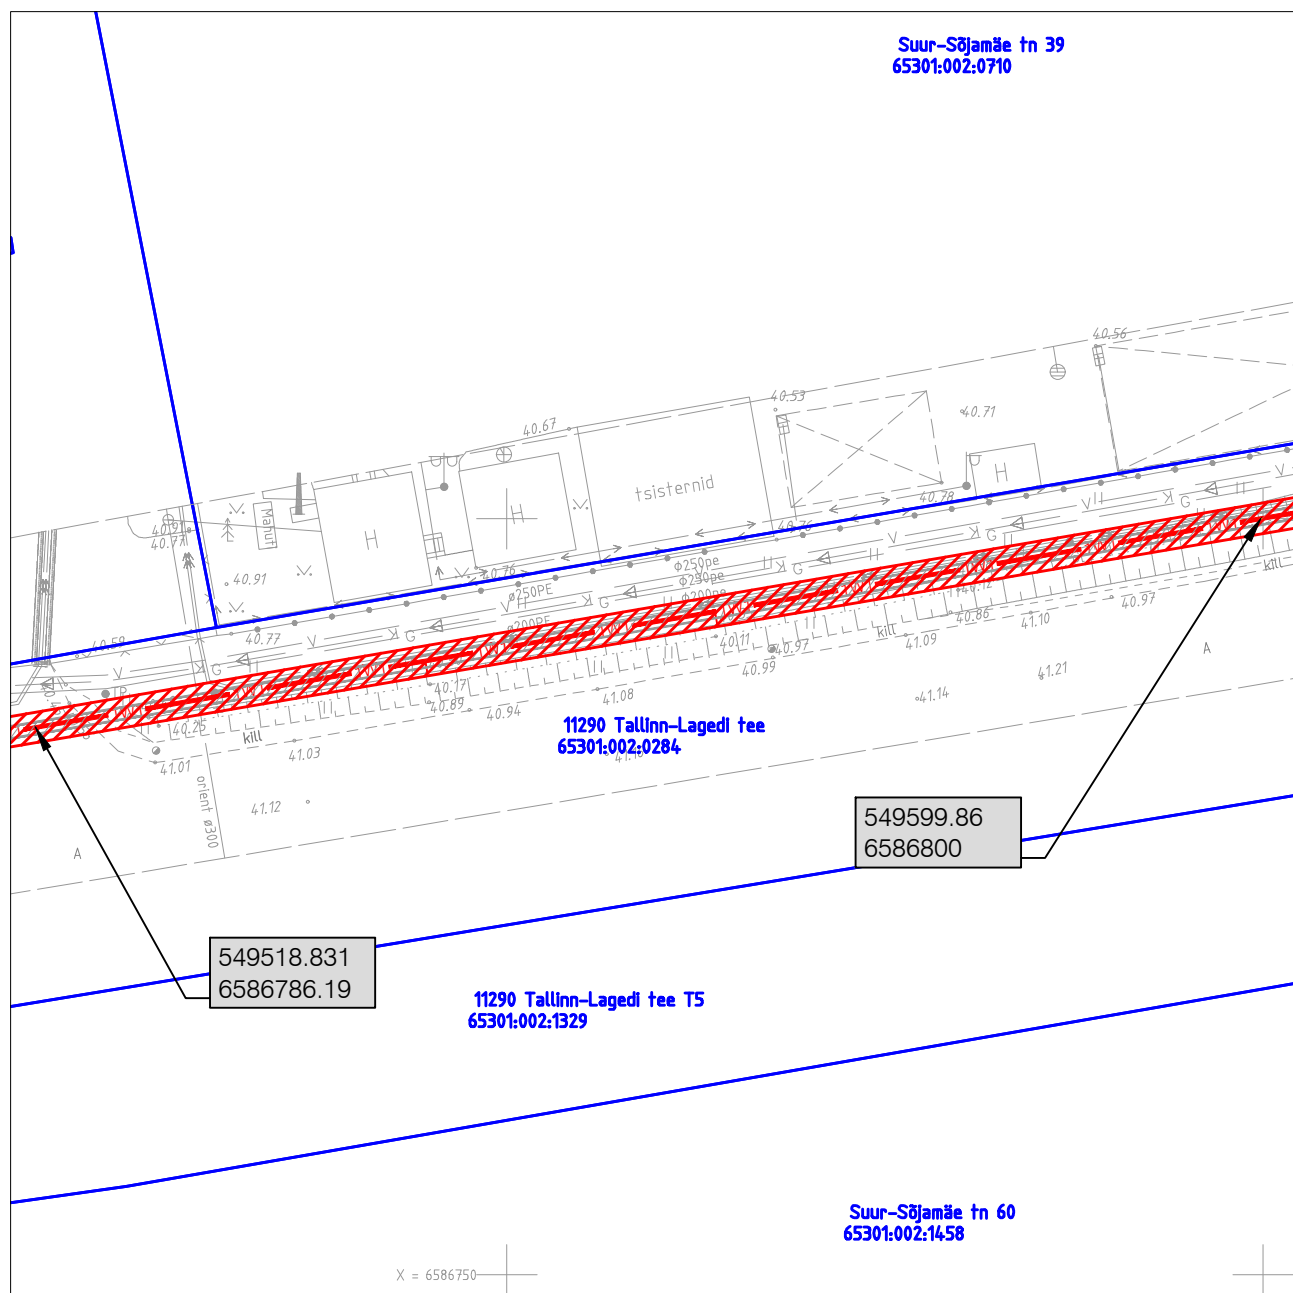 Suur-Sõjamäe tn 39
65301:002:0710
40.56
40.53
40.71
40.67
tsisternid
H
H
H
Mahuti
40.91
40.77
40.91
40.78
40.76
40.76
ø250PE
ø200PE
Φ250pe
Φ250pe
Φ200pe
40.59
40.77
V
K
G
V
K
G
V
K
G
V
K
G
40.12
40.86
41.10
40.97
kill
41.09
kill
40.11
40.97
40.99
41.21
A
41.14
40.17
40.89
40.94
41.08
40.25
kill
41.01
41.03
41.12
A
orient ø300
11290 Tallinn-Lagedi tee
65301:002:0284
549599.86
6586800
549518.831
6586786.19
11290 Tallinn-Lagedi tee T5
65301:002:1329
Suur-Sõjamäe tn 60
65301:002:1458
X = 6586750